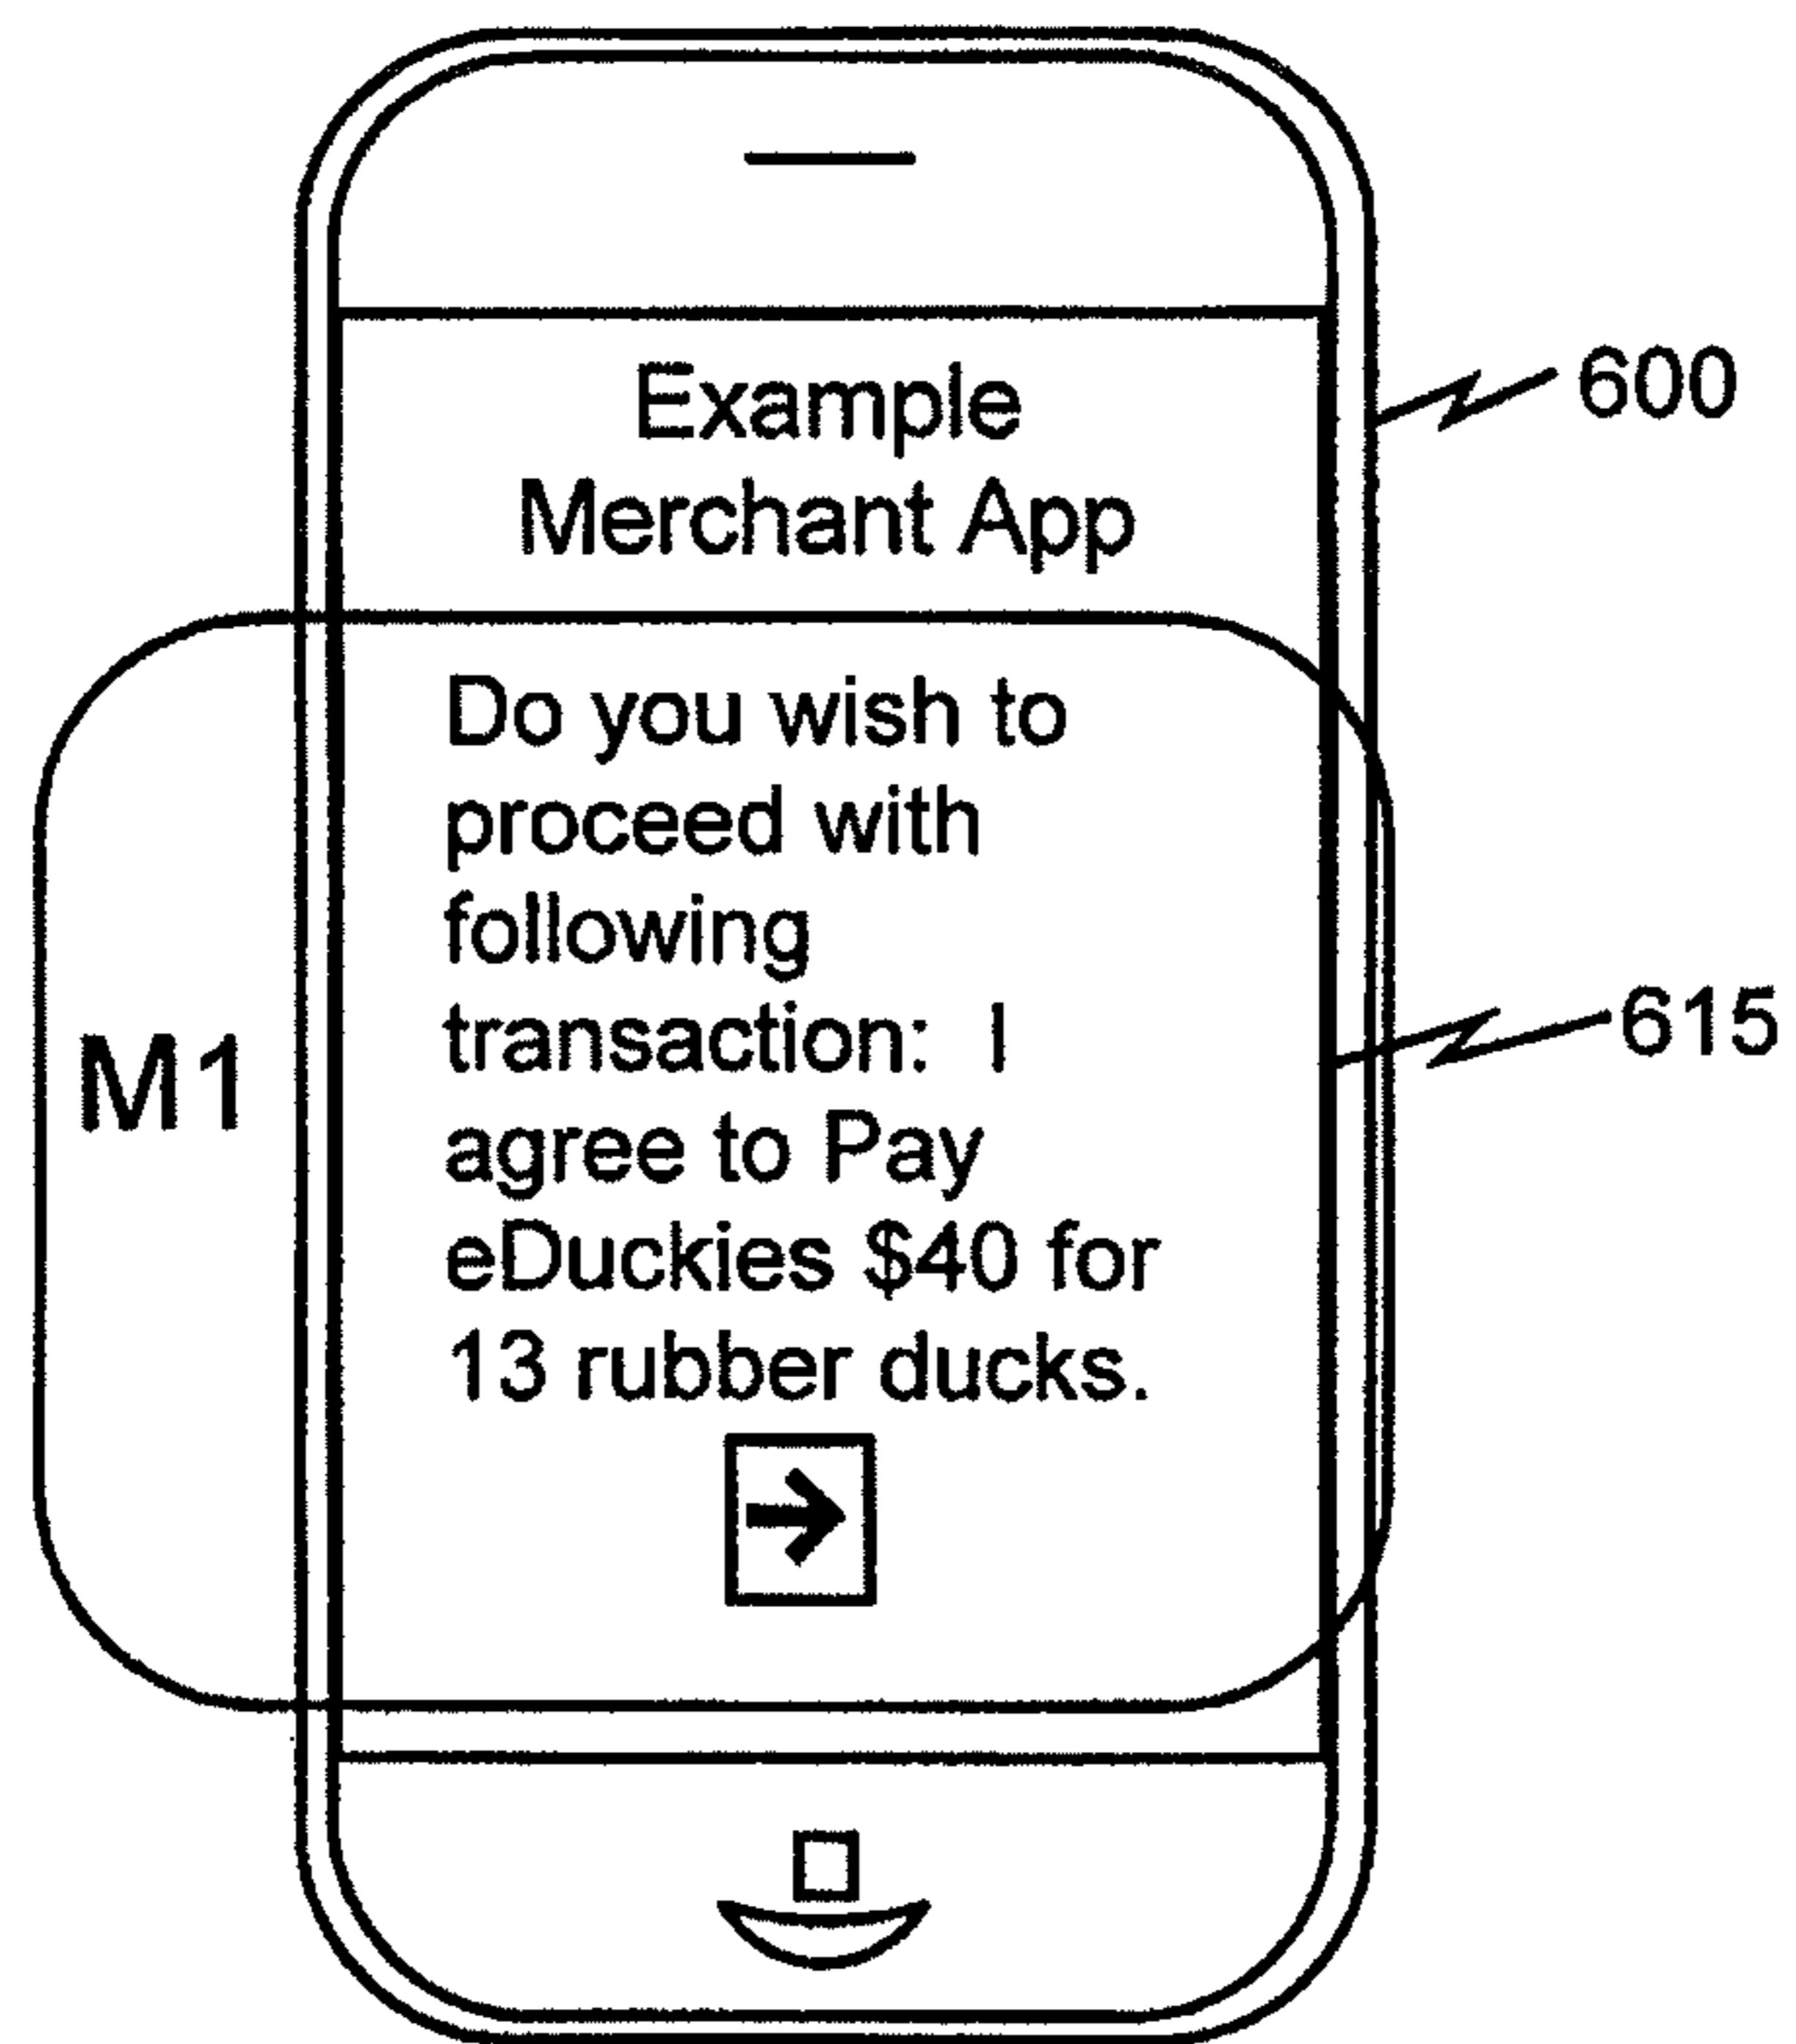 Example
Merchant App
600
Do you wish to
proceed with
following
transaction:  I
agree to Pay
eDuckies $40 for
13 rubber ducks.
M1
615